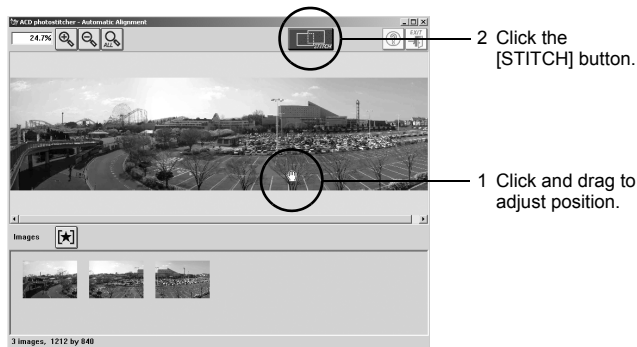 ACD photostitcher - Automatic Alignment
24.7%
ALL
STITCH
EXIT
2 Click the
[STITCH] button.
1 Click and drag to
adjust position.
Images
3 images, 1212 by 840